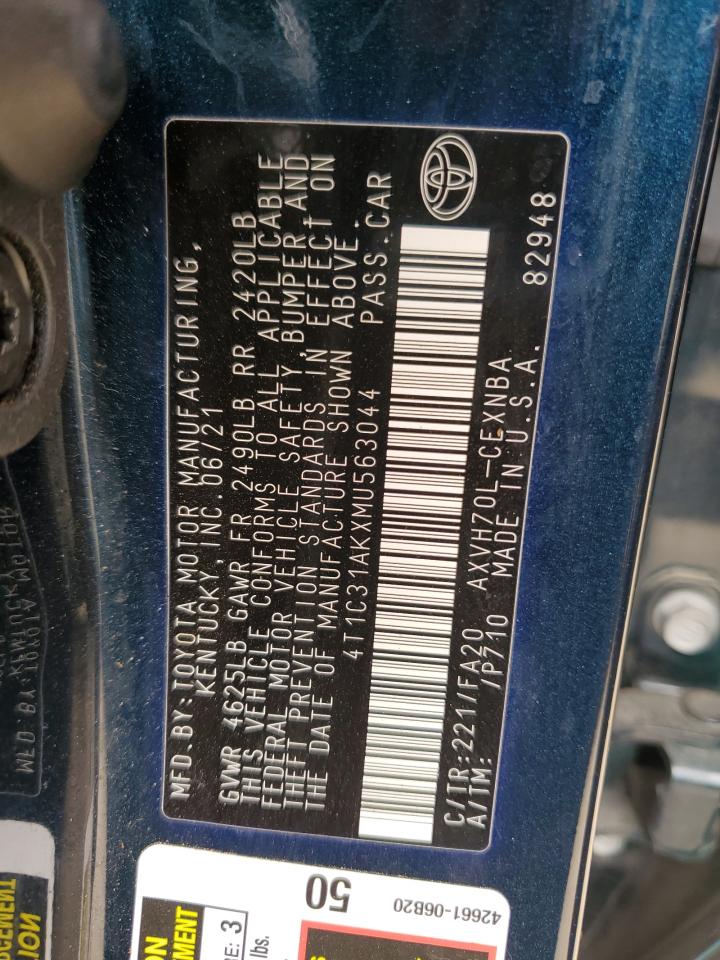 MFD.BY:TOYOTA MOTOR MANUFACTURING,
KENTUCKY, INC.06/21
GVWR 4625LB GAWR FR 2490LB RR 2420LB
THIS VEHICLE CONFORMS TO ALL APPLICABLE
FEDERAL MOTOR VEHICLE SAFETY, BUMPER, AND
THEFT PREVENTION STANDARDS IN EFFECT ON
THE DATE OF MANUFACTURE SHOWN ABOVE.
4T1C31AKXMU563044 PASS.CAR
C/TR:221/FA20 AXVH70L-CEXNBA
A/TM: /P710 MADE IN U.S.A. 82948
50
42661-06B20
3
lbs.